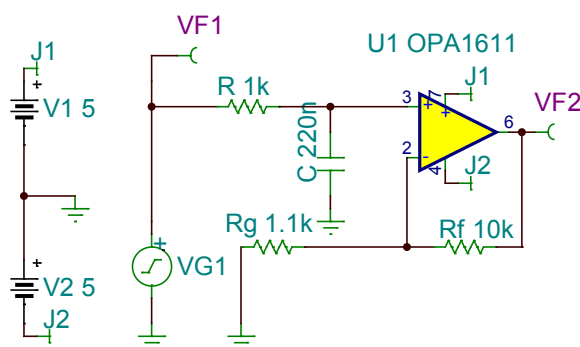 VF1
U1 OPA1611
J1
+
V1 5
R 1k
J1
3
+
7
+
6
VF2
C 220n
2
-
4
J2
Rg 1.1k
Rf 10k
+
V2 5
J2
+
VG1